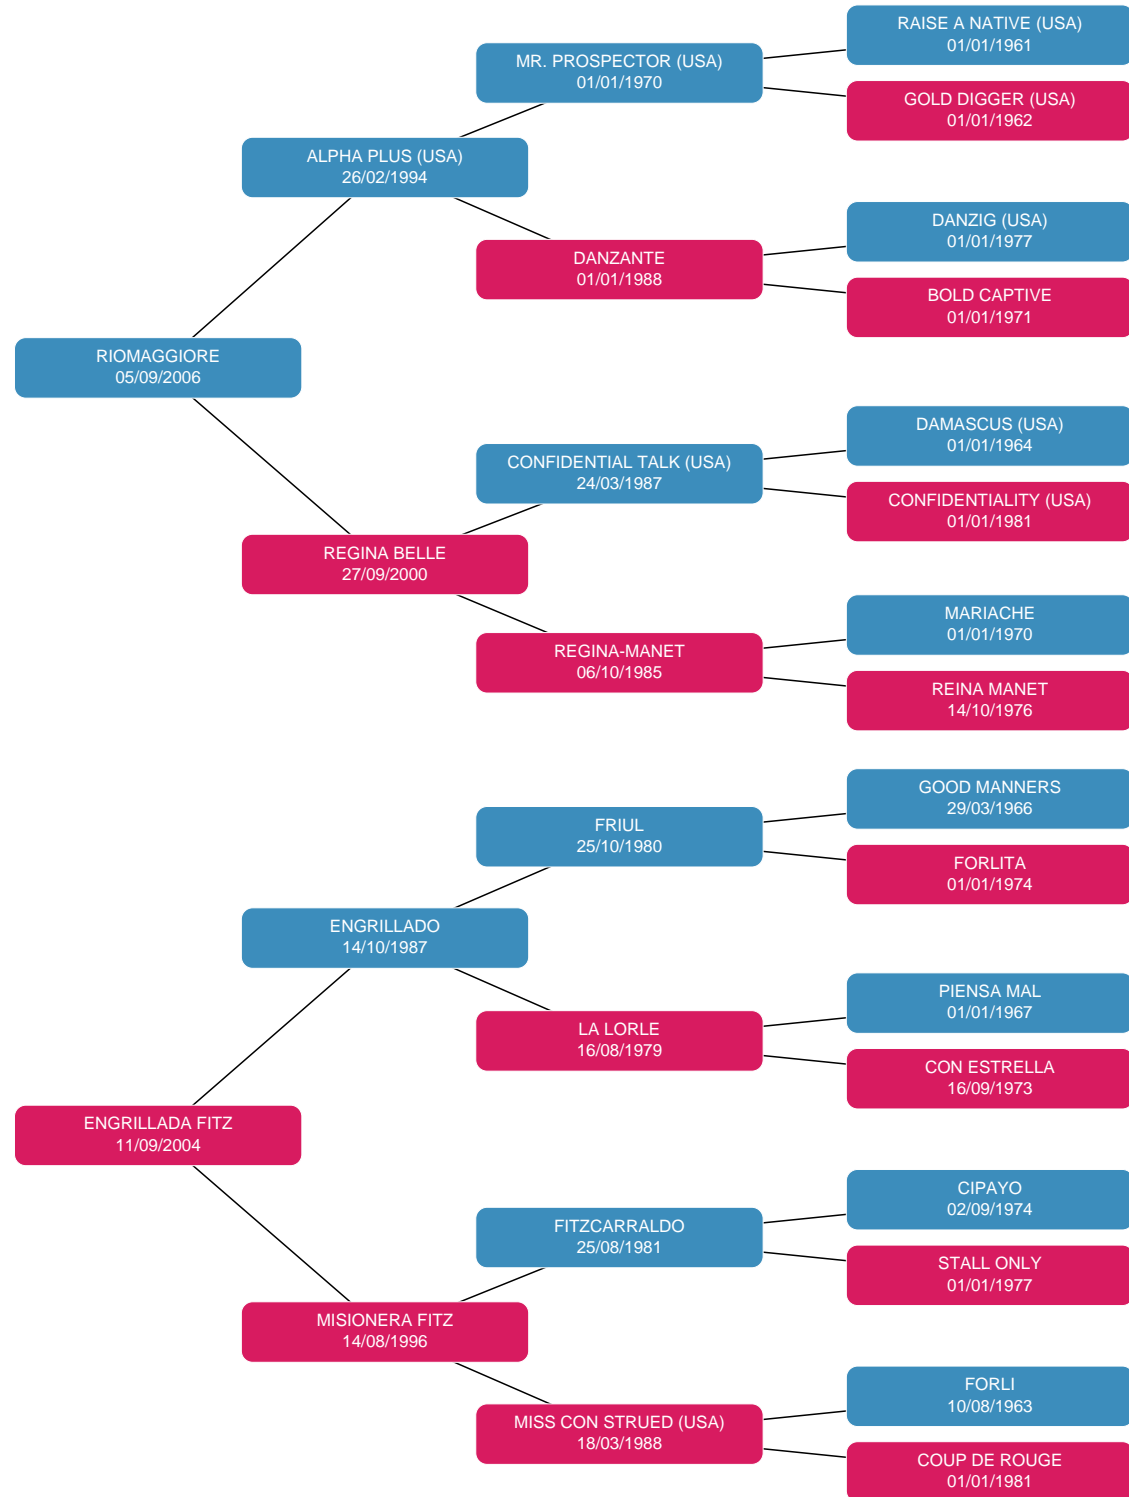 RAISE A NATIVE (USA)
01/01/1961
MR. PROSPECTOR (USA)
01/01/1970
GOLD DIGGER (USA)
01/01/1962
ALPHA PLUS (USA)
26/02/1994
DANZIG (USA)
01/01/1977
DANZANTE
01/01/1988
BOLD CAPTIVE
01/01/1971
RIOMAGGIORE
05/09/2006
DAMASCUS (USA)
01/01/1964
CONFIDENTIAL TALK (USA)
24/03/1987
CONFIDENTIALITY (USA)
01/01/1981
REGINA BELLE
27/09/2000
MARIACHE
01/01/1970
REGINA-MANET
06/10/1985
REINA MANET
14/10/1976
GOOD MANNERS
29/03/1966
FRIUL
25/10/1980
FORLITA
01/01/1974
ENGRILLADO
14/10/1987
PIENSA MAL
01/01/1967
LA LORLE
16/08/1979
CON ESTRELLA
16/09/1973
ENGRILLADA FITZ
11/09/2004
CIPAYO
02/09/1974
FITZCARRALDO
25/08/1981
STALL ONLY
01/01/1977
MISIONERA FITZ
14/08/1996
FORLI
10/08/1963
MISS CON STRUED (USA)
18/03/1988
COUP DE ROUGE
01/01/1981